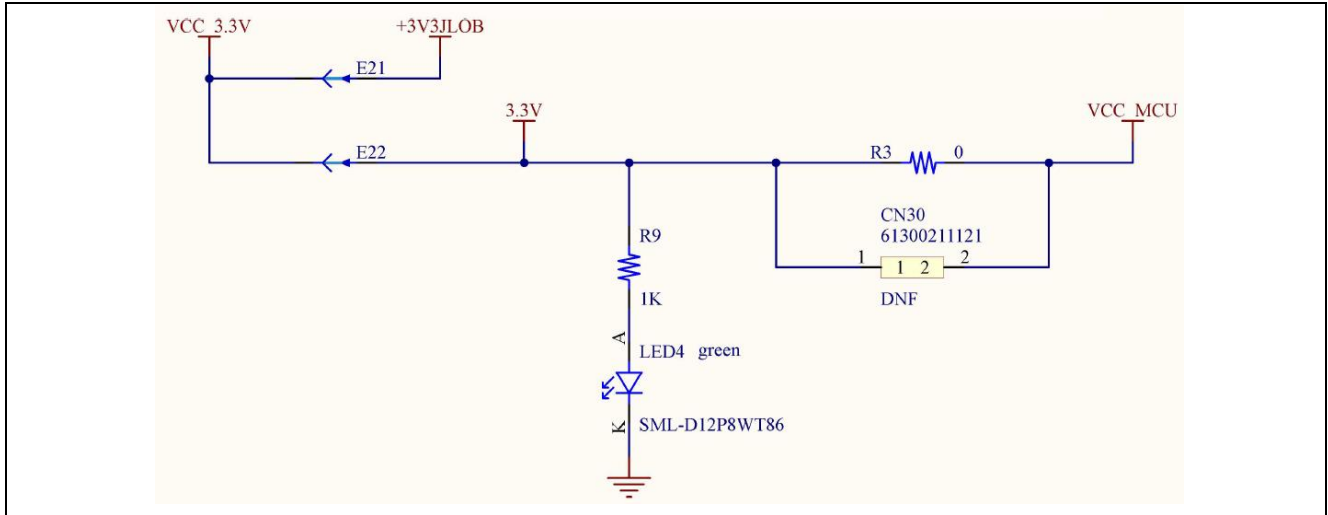 VCC_3.3V
+3V3JLOB
E21
3.3V
VCC_MCU
E22
R3 0
CN30
61300211121
1 1 2 2
DNF
R9
1K
A
LED4 green
K
SML-D12P8WT86